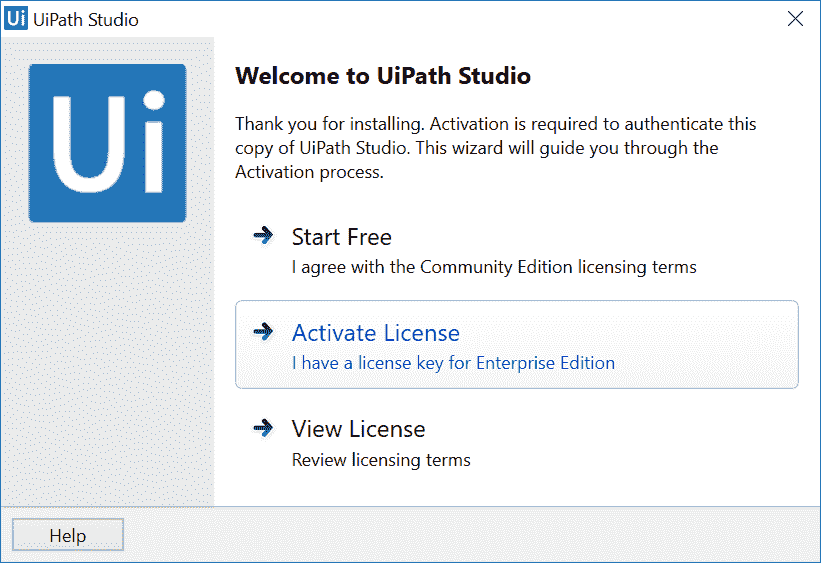 Ui UiPath Studio
Ui
Welcome to UiPath Studio
Thank you for installing. Activation is required to authenticate this
copy of UiPath Studio. This wizard will guide you through the
Activation process.
Start Free
I agree with the Community Edition licensing terms
Activate License
I have a license key for Enterprise Edition
View License
Review licensing terms
Help